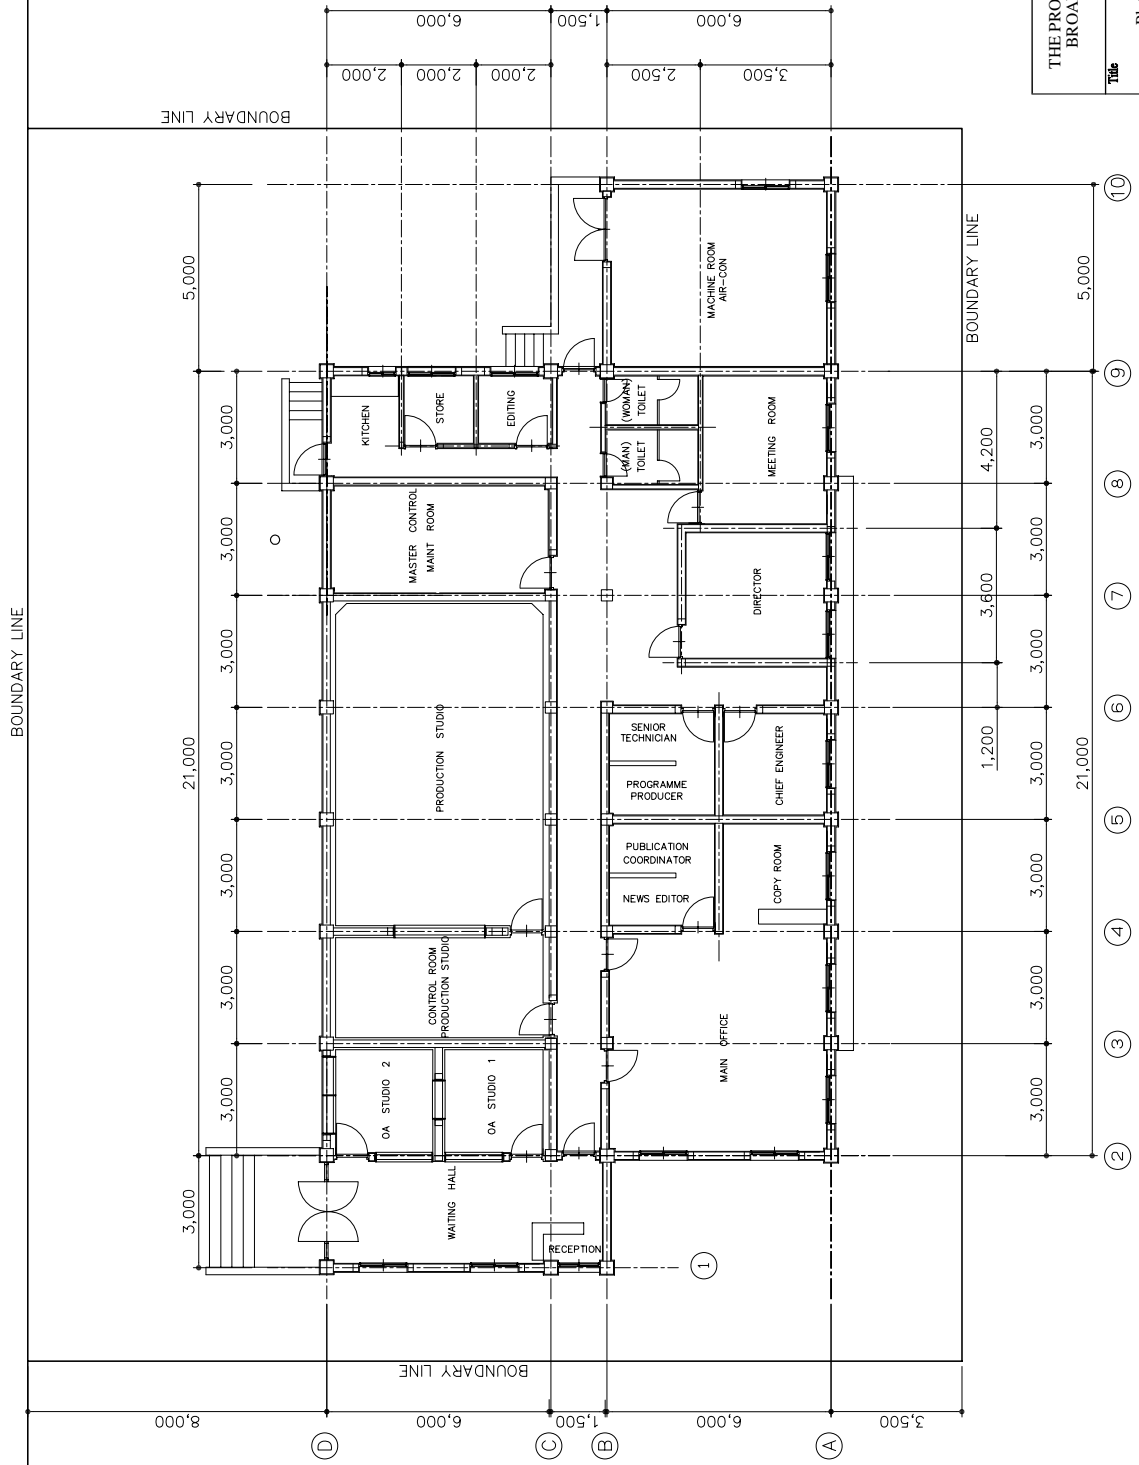 THE PRO
BROA
Title
6,000
1,500
6,000
2,000
2,000
2,000
2,500
3,500
BOUNDARY LINE
BOUNDARY LINE
BOUNDARY LINE
BOUNDARY LINE
5,000
21,000
3,000
3,000
3,000
3,000
3,000
3,000
3,000
3,000
KITCHEN
STORE
EDITING
MASTER CONTROL
MAINT ROOM
PRODUCTION STUDIO
CONTROL ROOM
PRODUCTION STUDIO
OA STUDIO 2
OA STUDIO 1
WAITING HALL
RECEPTION
MACHINE ROOM
AIR-CON
(WOMAN)
TOILET
(MAN)
TOILET
MEETING ROOM
DIRECTOR
SENIOR
TECHNICIAN
PROGRAMME
PRODUCER
CHIEF ENGINEER
PUBLICATION
COORDINATOR
NEWS EDITOR
COPY ROOM
MAIN OFFICE
4,200
3,600
1,200
3,000
3,000
3,000
3,000
3,000
3,000
3,000
5,000
21,000
10
9
8
7
6
5
4
3
2
1
8,000
6,000
1,500
6,000
3,500
D
C
B
A